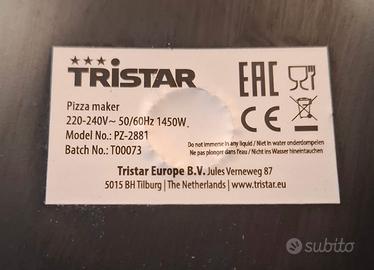 TRISTAR
EAC
Pizza maker
220-240V~ 50/60Hz 1450W
Model No.: PZ-2881
Batch No.: T00073
CE
Do not immerse in any liquid / Niet in water onderdompelen
Ne pas plonger dans l'eau / Nicht ins Wasser hineintauchen
Tristar Europe B.V. Jules Verneweg 87
5015 BH Tilburg | The Netherlands | www.tristar.eu
subito